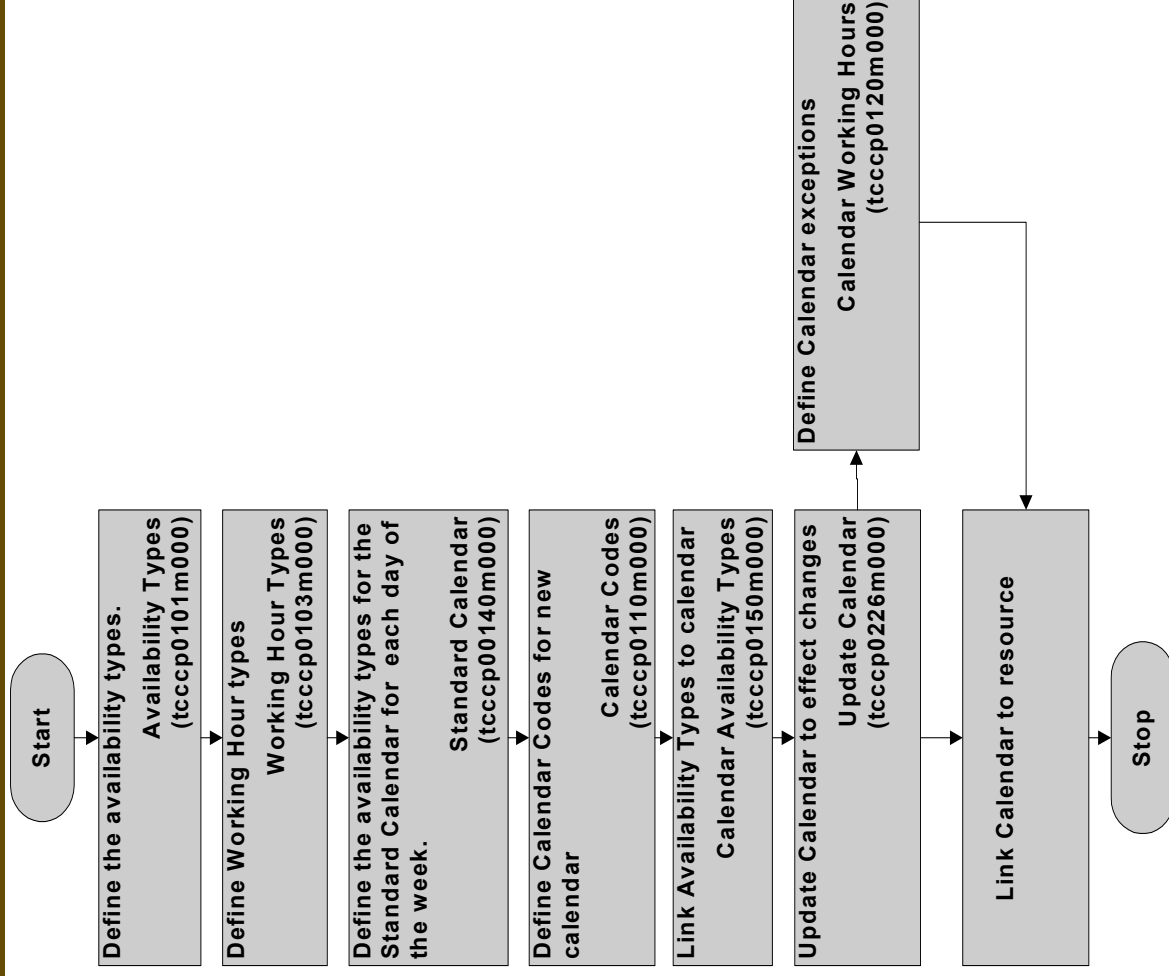 Start
Define the availability types.
Availability Types
(tcccp0101m000)
Define Working Hour types
Working Hour Types
(tcccp0103m000)
Define the availability types for the
Standard Calendar for each day of
the week.
Standard Calendar
(tcccp00140m000)
Define Calendar Codes for new
calendar
Calendar Codes
(tcccp0110m000)
Link Availability Types to calendar
Calendar Availability Types
(tcccp0150m000)
Update Calendar to effect changes
Update Calendar
(tcccp0226m000)
Define Calendar exceptions
Calendar Working Hours
(tcccp0120m000)
Link Calendar to resource
Stop